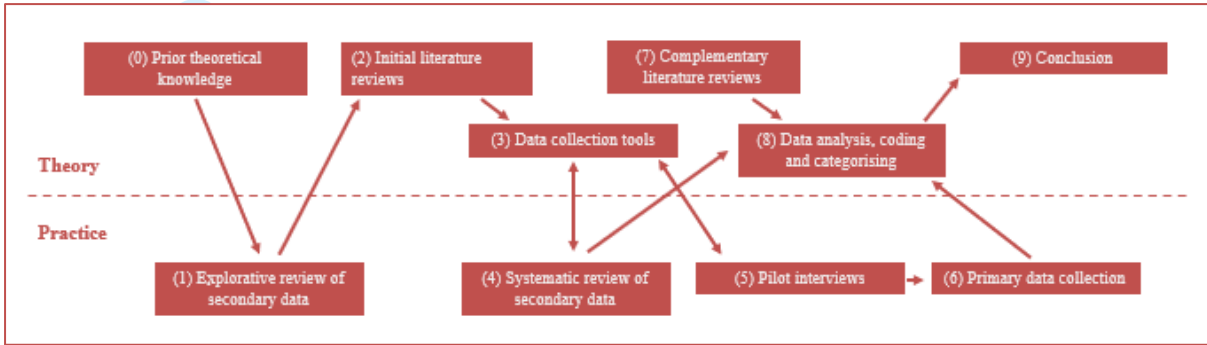 (0) Prior theoretical
knowledge
(2) Initial literature
reviews
(7) Complementary
literature reviews
(9) Conclusion
(3) Data collection tools
(8) Data analysis, coding
and categorising
Theory
Practice
(1) Explorative review of
secondary data
(4) Systematic review of
secondary data
(5) Pilot interviews
(6) Primary data collection